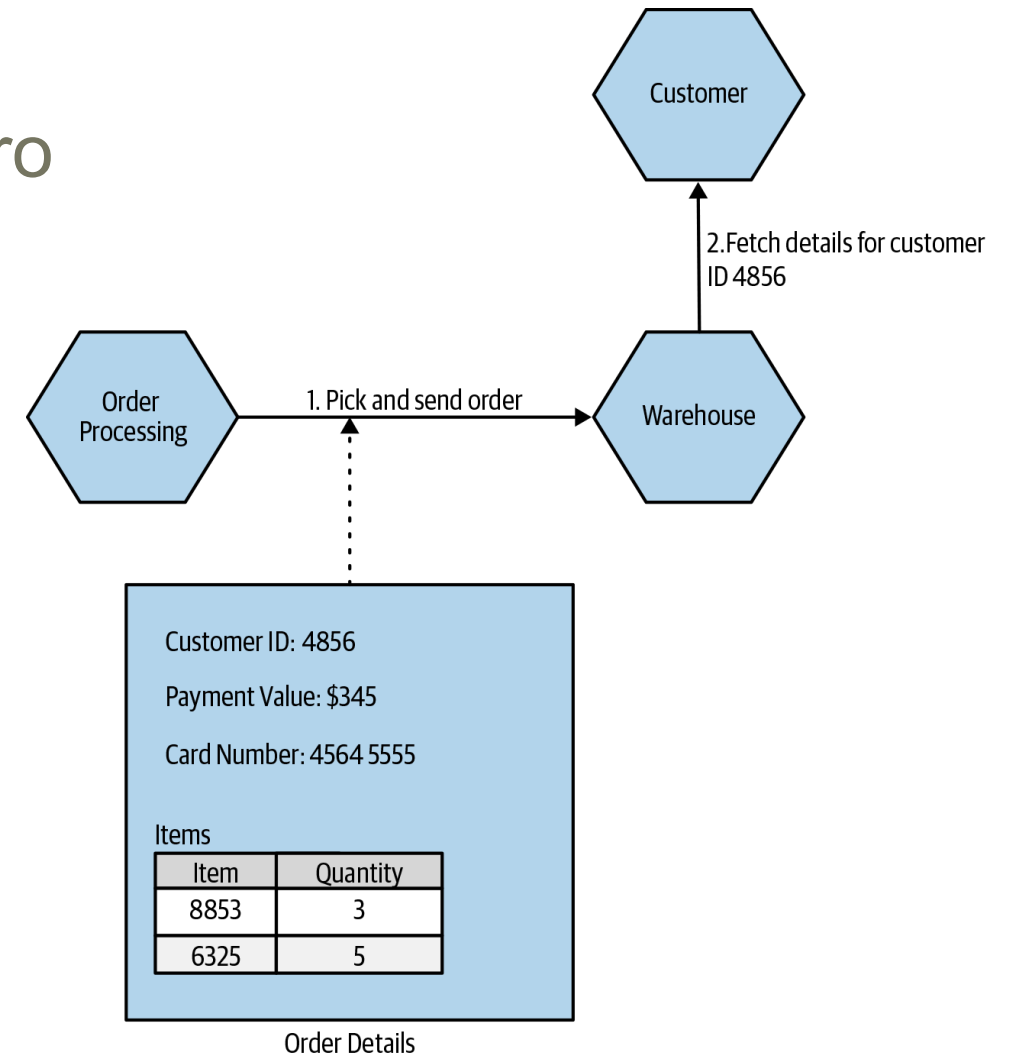 ro
Customer
2.Fetch details for customer
ID 4856
Order
Processing
1. Pick and send order
Warehouse
Customer ID: 4856
Payment Value: $345
Card Number: 4564 5555
Items
Item Quantity
8853 3
6325 5
Order Details